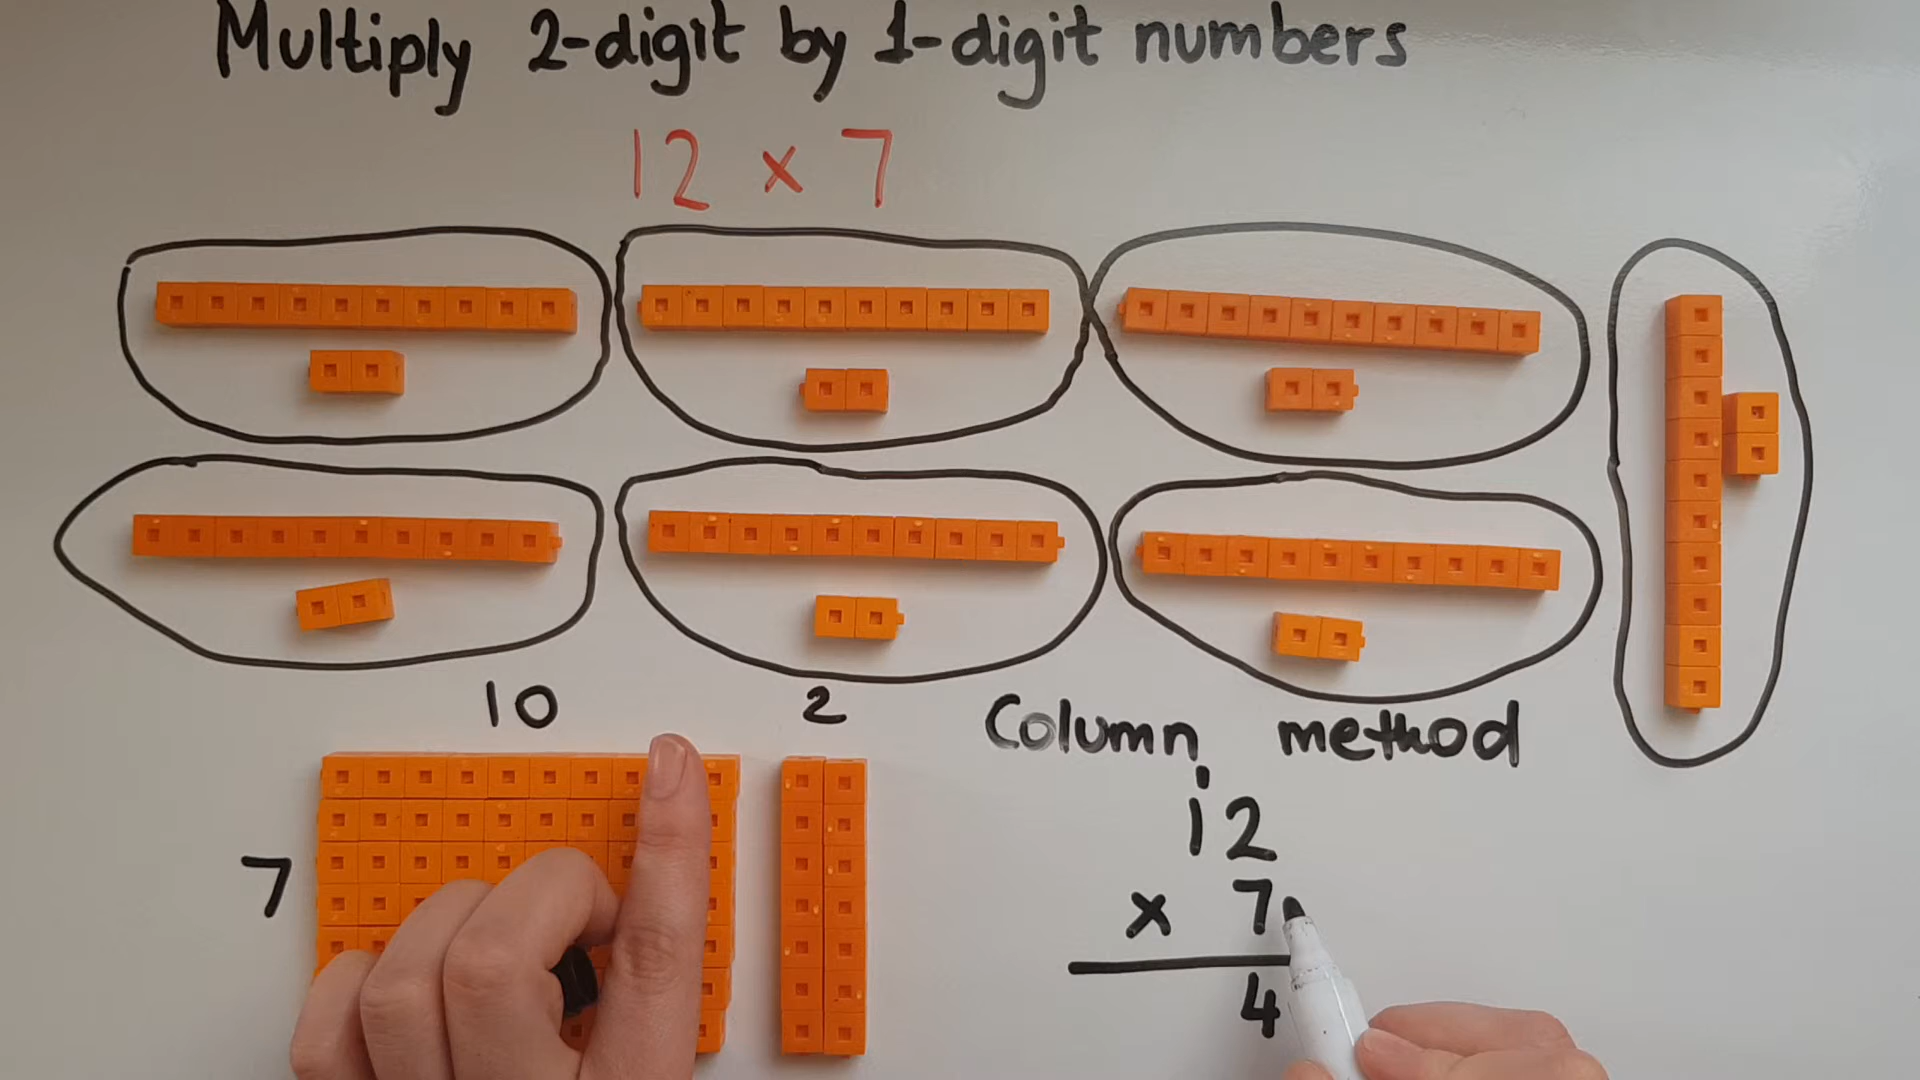 Multiply 2-digit by 1-digit numbers
12 x 7
10 2
7
Column method
1
12
x 7
4